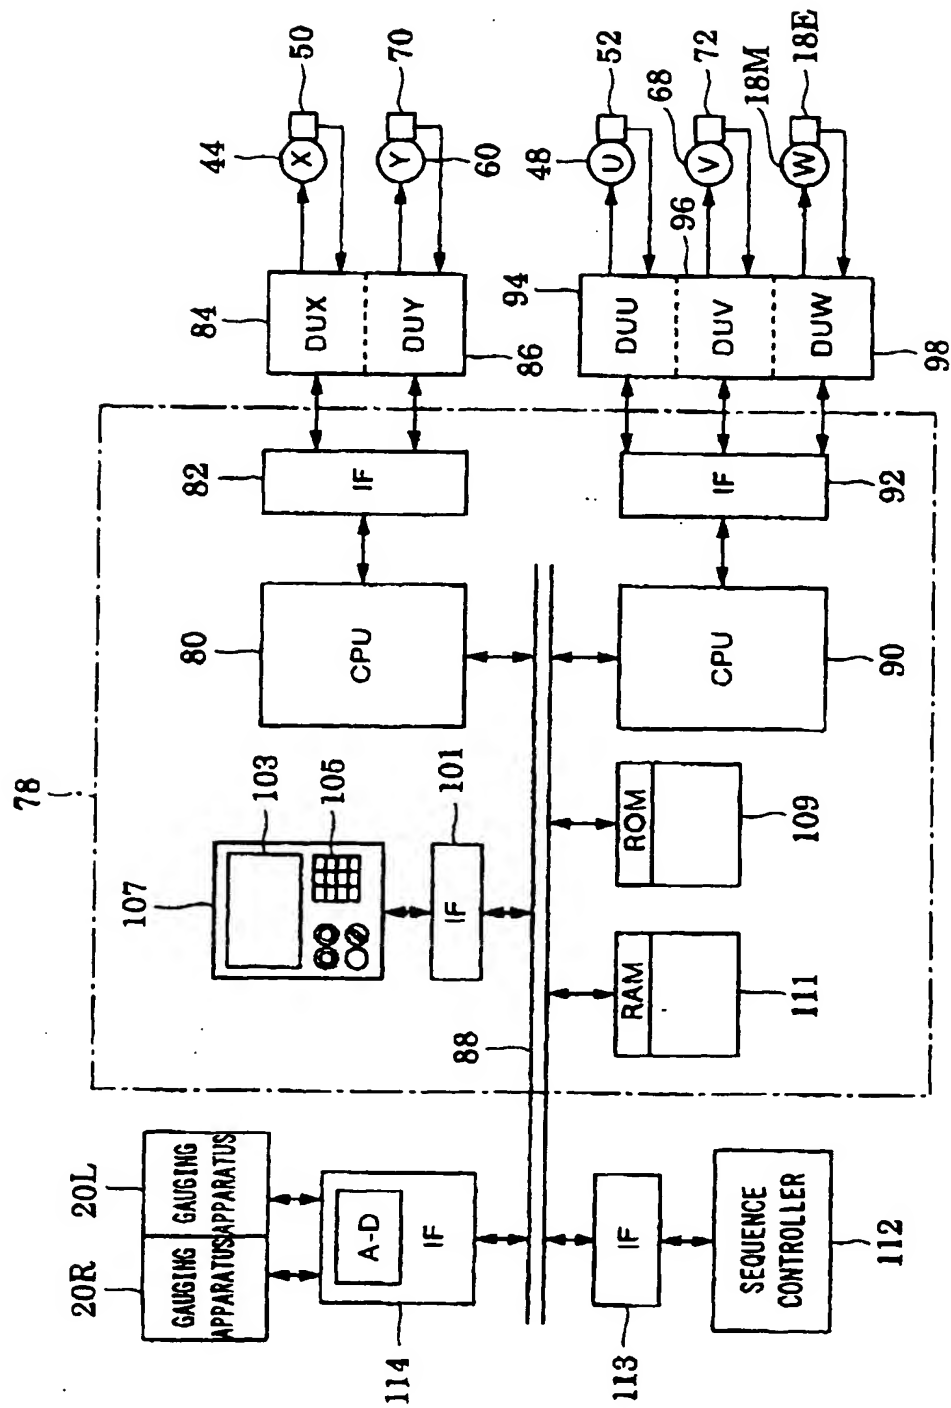 50
70
52
72
18E
44
X
Y
60
48
U
68
V
18M
W
84
DUX
DUY
86
94
DUU
96
DUV
DUW
98
82
IF
IF
92
80
CPU
CPU
90
78
103
105
101
107
IF
ROM
109
RAM
111
88
20L
GAUGING
APPARATUS
20R
GAUGING
APPARATUS
A-D
IF
114
IF
113
SEQUENCE
CONTROLLER
112